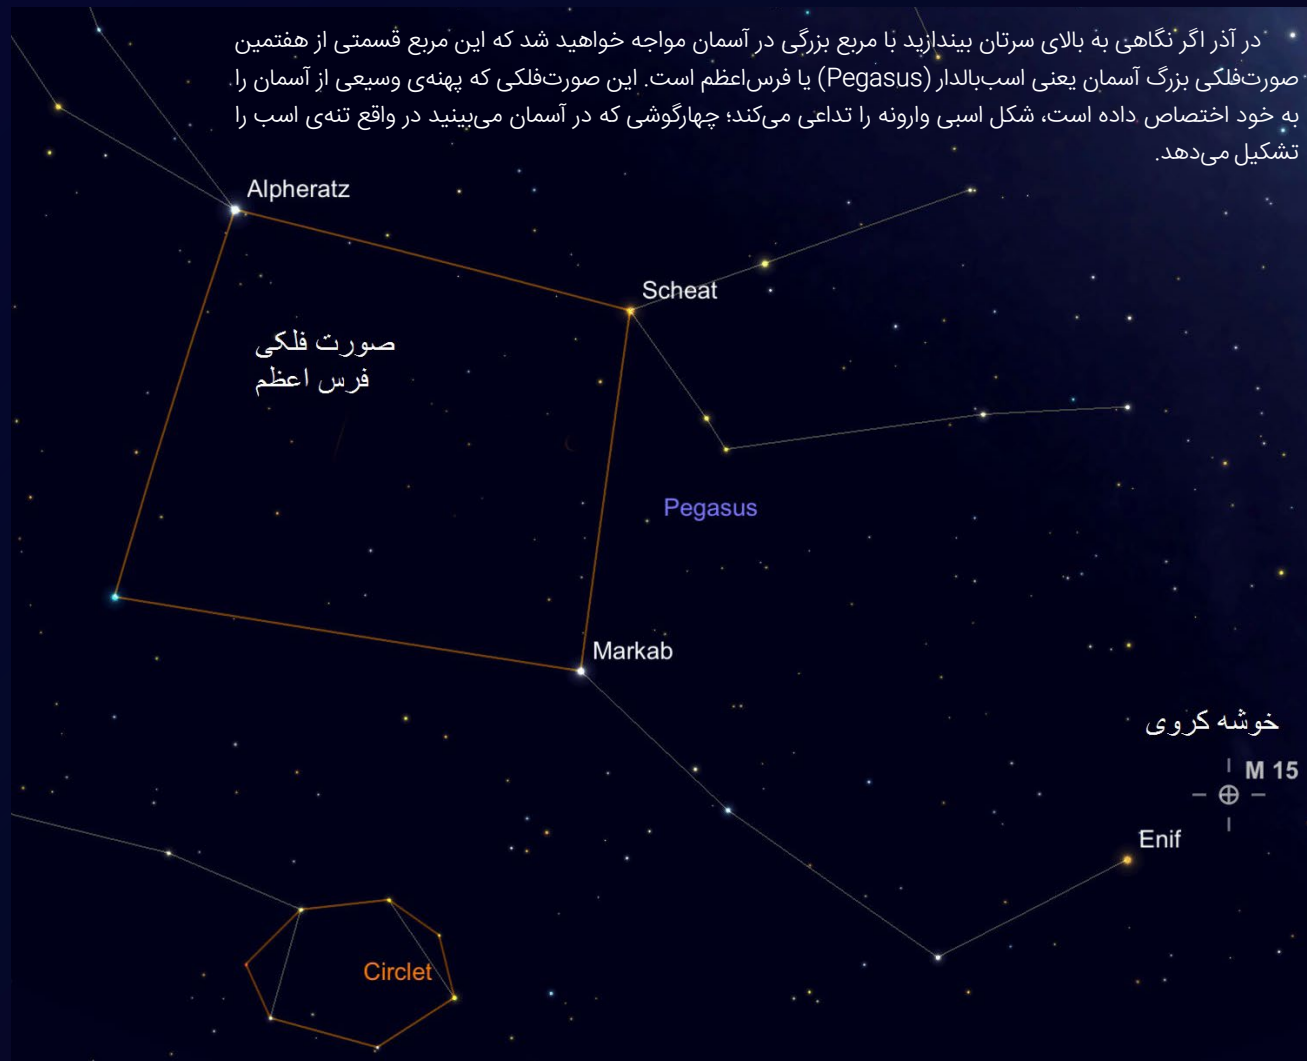 در آذر اگر نگاهی به بالای سرتان بیندازید با مربع بزرگی در آسمان مواجه خواهید شد که این مربع قسمتی از هفتمین
صورت‌فلکی بزرگ آسمان یعنی اسب‌بالدار (Pegasus) یا فرس‌اعظم است. این صورت‌فلکی که پهنه‌ی وسیعی از آسمان را
به خود اختصاص داده است، شکل اسبی وارونه را تداعی می‌کند؛ چهارگوشی که در آسمان می‌بینید در واقع تنه‌ی اسب را
تشکیل می‌دهد.
Alpheratz
Scheat
صورت فلکی
فرس اعظم
Pegasus
Markab
خوشه کروی
M 15
Enif
Circlet